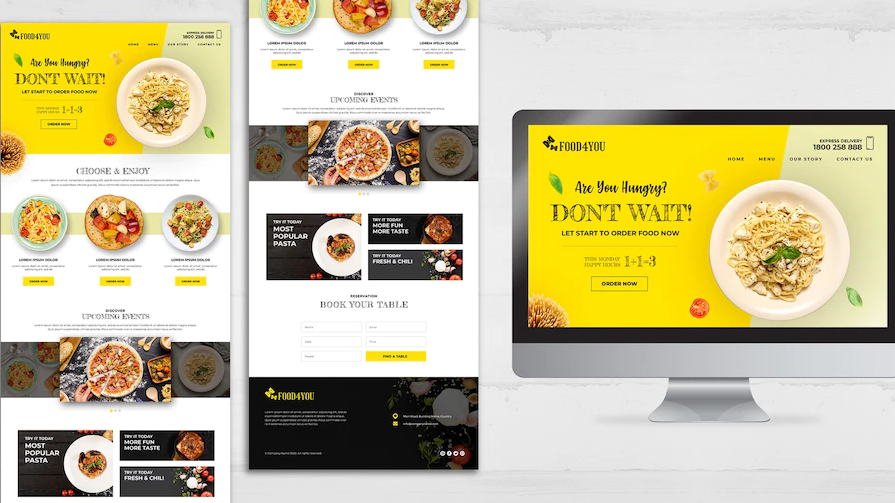 FOOD4YOU
EXPRESS DELIVERY
1800 258 888
HOME MENU OUR STORY CONTACT US
Are You Hungry?
DON'T WAIT!
LET START TO ORDER FOOD NOW
THIS MONDAY
HAPPY HOURS
1+1=3
ORDER NOW
CHOOSE & ENJOY
LOREM IPSUM DOLOR LOREM IPSUM DOLOR LOREM IPSUM DOLOR
ORDER NOW ORDER NOW ORDER NOW
DISCOVER
UPCOMING EVENTS
TRY IT TODAY
MOST
POPULAR
PASTA
TRY IT TODAY
MORE FUN
MORE TASTE
TRY IT TODAY
FRESH & CHILI
LOREM IPSUM DOLOR LOREM IPSUM DOLOR LOREM IPSUM DOLOR
ORDER NOW ORDER NOW ORDER NOW
DISCOVER
UPCOMING EVENTS
TRY IT TODAY
MOST
POPULAR
PASTA
TRY IT TODAY
MORE FUN
MORE TASTE
TRY IT TODAY
FRESH & CHILI
RESERVATION
BOOK YOUR TABLE
Name Email
Date Time
People FIND A TABLE
FOOD4YOU
FOOD4YOU
EXPRESS DELIVERY
1800 258 888
HOME MENU OUR STORY CONTACT US
Are You Hungry?
DON'T WAIT!
LET START TO ORDER FOOD NOW
THIS MONDAY
HAPPY HOURS
1+1=3
ORDER NOW